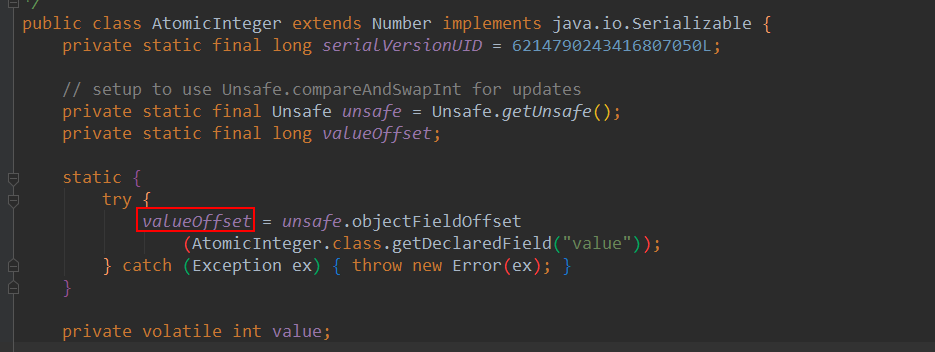 */
public class AtomicInteger extends Number implements java.io.Serializable {
private static final long serialVersionUID = 6214790243416807050L;
// setup to use Unsafe.compareAndSwapInt for updates
private static final Unsafe unsafe = Unsafe.getUnsafe();
private static final long valueOffset;
static {
try {
valueOffset = unsafe.objectFieldOffset
(AtomicInteger.class.getDeclaredField("value"));
} catch (Exception ex) { throw new Error(ex); }
}
private volatile int value;